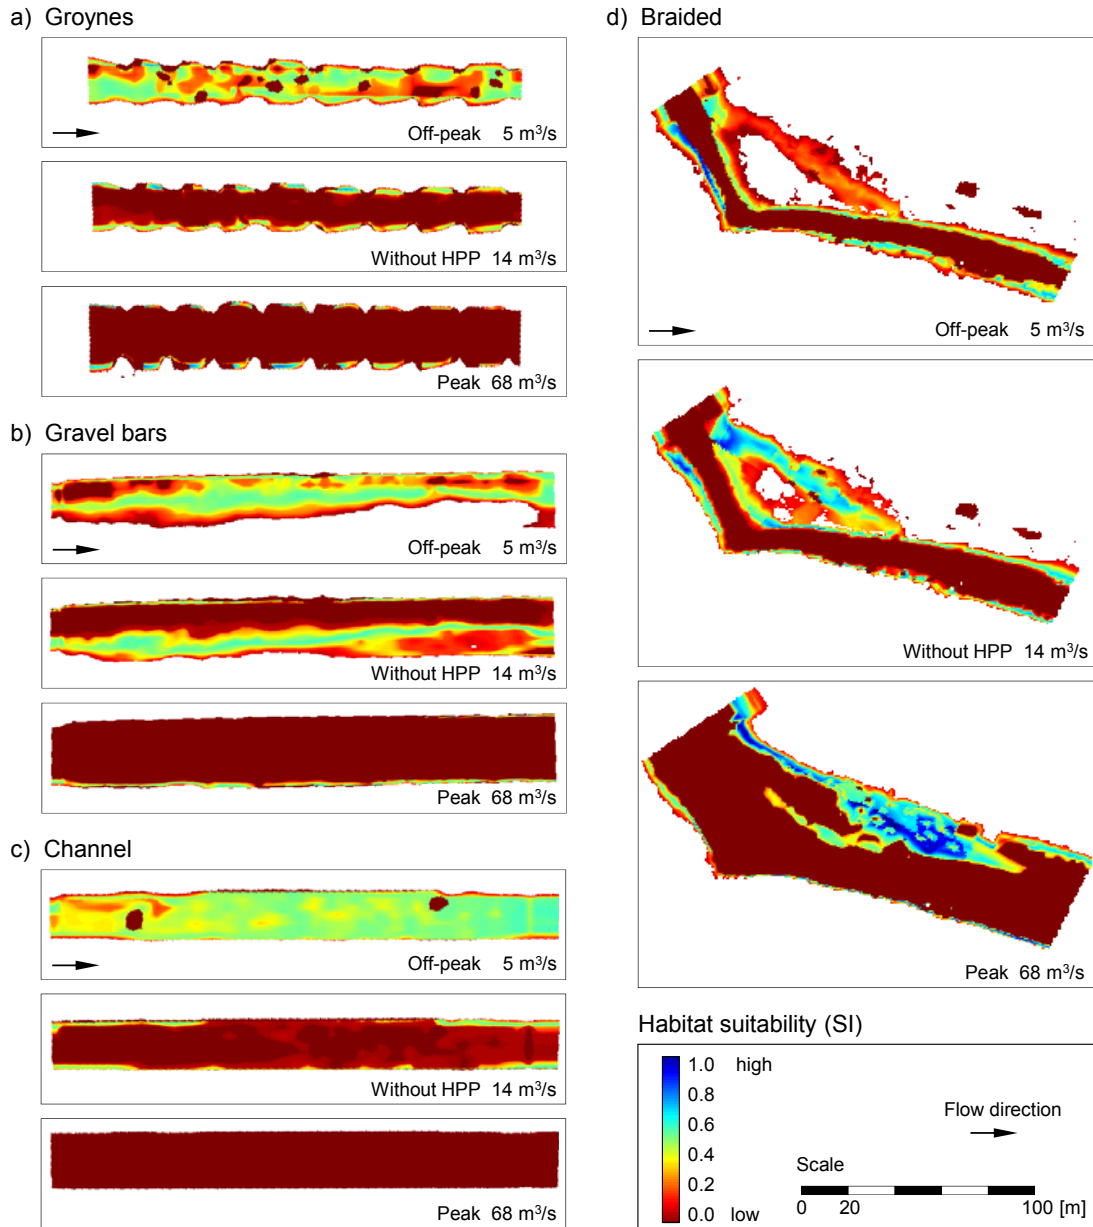 a) Groynes
Off-peak 5 m³/s
Without HPP 14 m³/s
Peak 68 m³/s
b) Gravel bars
Off-peak 5 m³/s
Without HPP 14 m³/s
Peak 68 m³/s
c) Channel
Off-peak 5 m³/s
Without HPP 14 m³/s
Peak 68 m³/s
d) Braided
Off-peak 5 m³/s
Without HPP 14 m³/s
Peak 68 m³/s
Habitat suitability (SI)
1.0 high
0.8
0.6
0.4
0.2
0.0 low
Flow direction
Scale
0 20 100 [m]